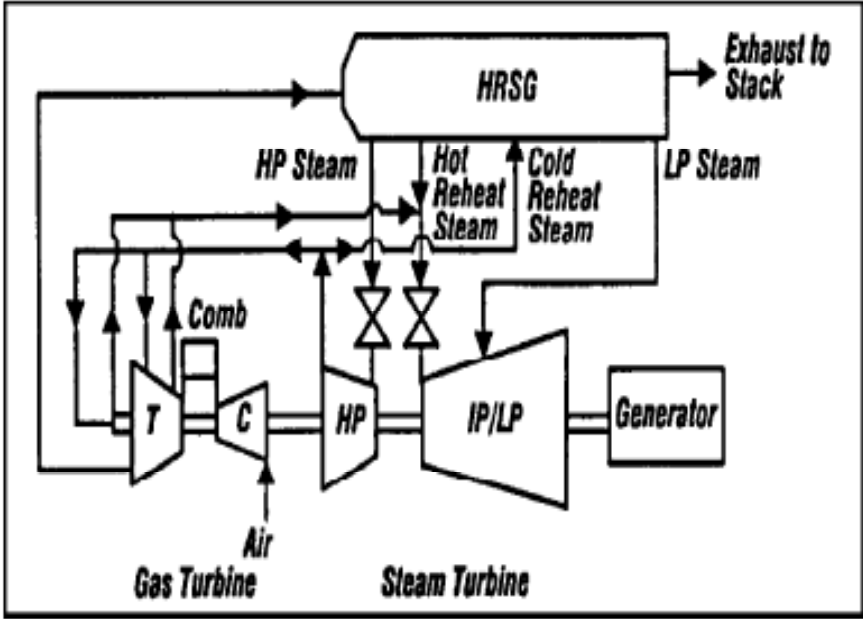 HRSG
Exhaust to
Stack
HP Steam
Hot
Reheat
Steam
Cold
Reheat
Steam
LP Steam
Comb
T
C
HP
IP/LP
Generator
Air
Gas Turbine
Steam Turbine